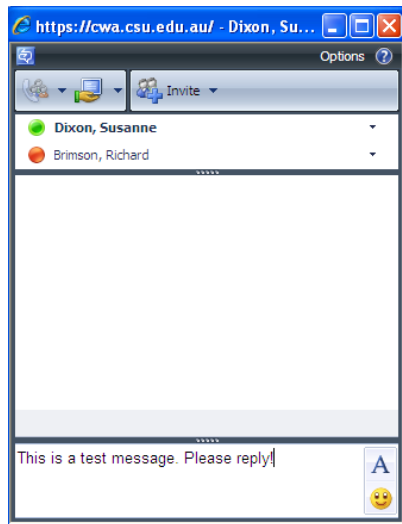 https://cwa.csu.edu.au/ - Dixon, Su...
Options ?
Invite
Dixon, Susanne
Brimson, Richard
This is a test message. Please reply!
A